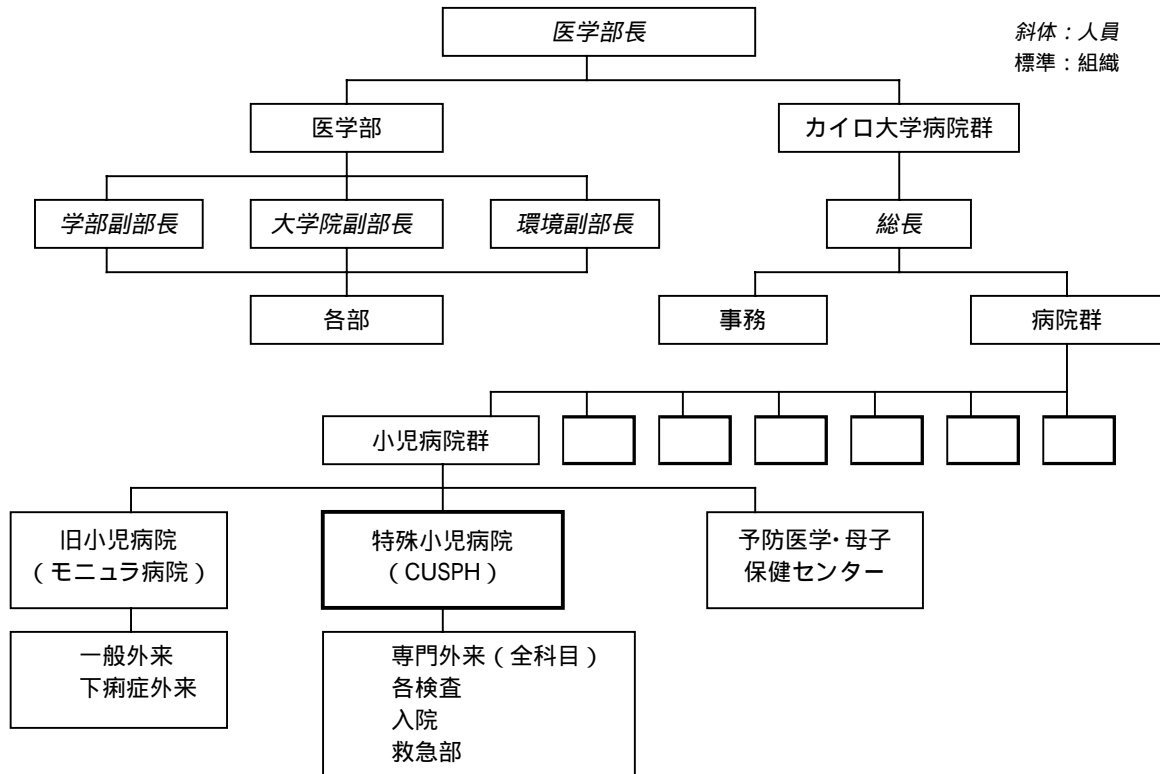 医学部長
斜体：人員
標準：組織
医学部
カイロ大学病院群
学部副部長
大学院副部長
環境副部長
総長
各部
事務
病院群
小児病院群
旧小児病院
（モニュラ病院）
特殊小児病院
（CUSPH）
予防医学・母子
保健センター
一般外来
下痢症外来
専門外来（全科目）
各検査
入院
救急部